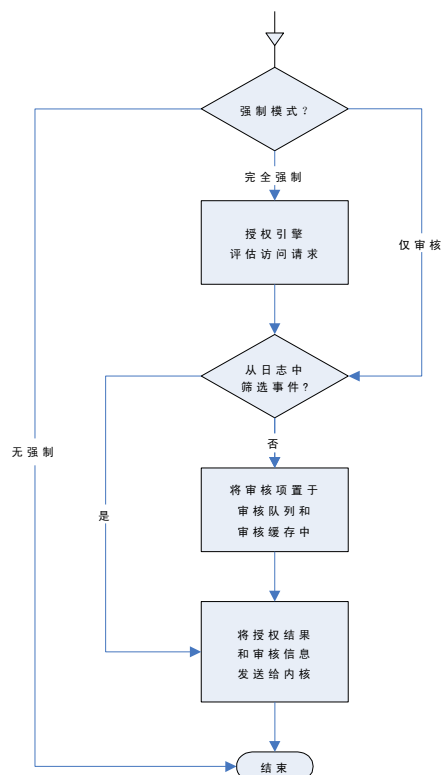 强制模式？
完全强制
授权引擎
评估访问请求
仅审核
从日志中
筛选事件？
无强制
否
是
将审核项置于
审核队列和
审核缓存中
将授权结果
和审核信息
发送给内核
结束